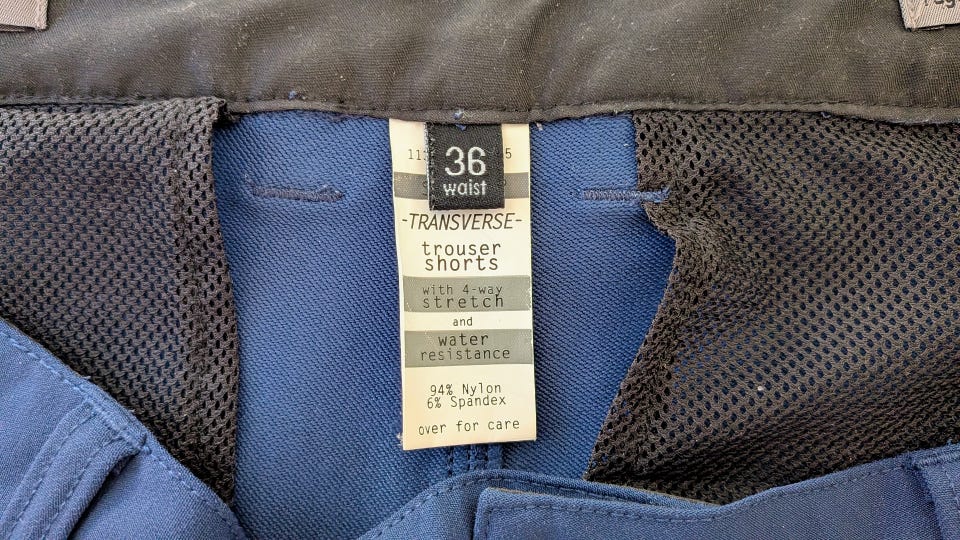 36
waist
-TRANSVERSE-
trouser
shorts
with 4-way
stretch
and
water
resistance
94% Nylon
6% Spandex
over for care